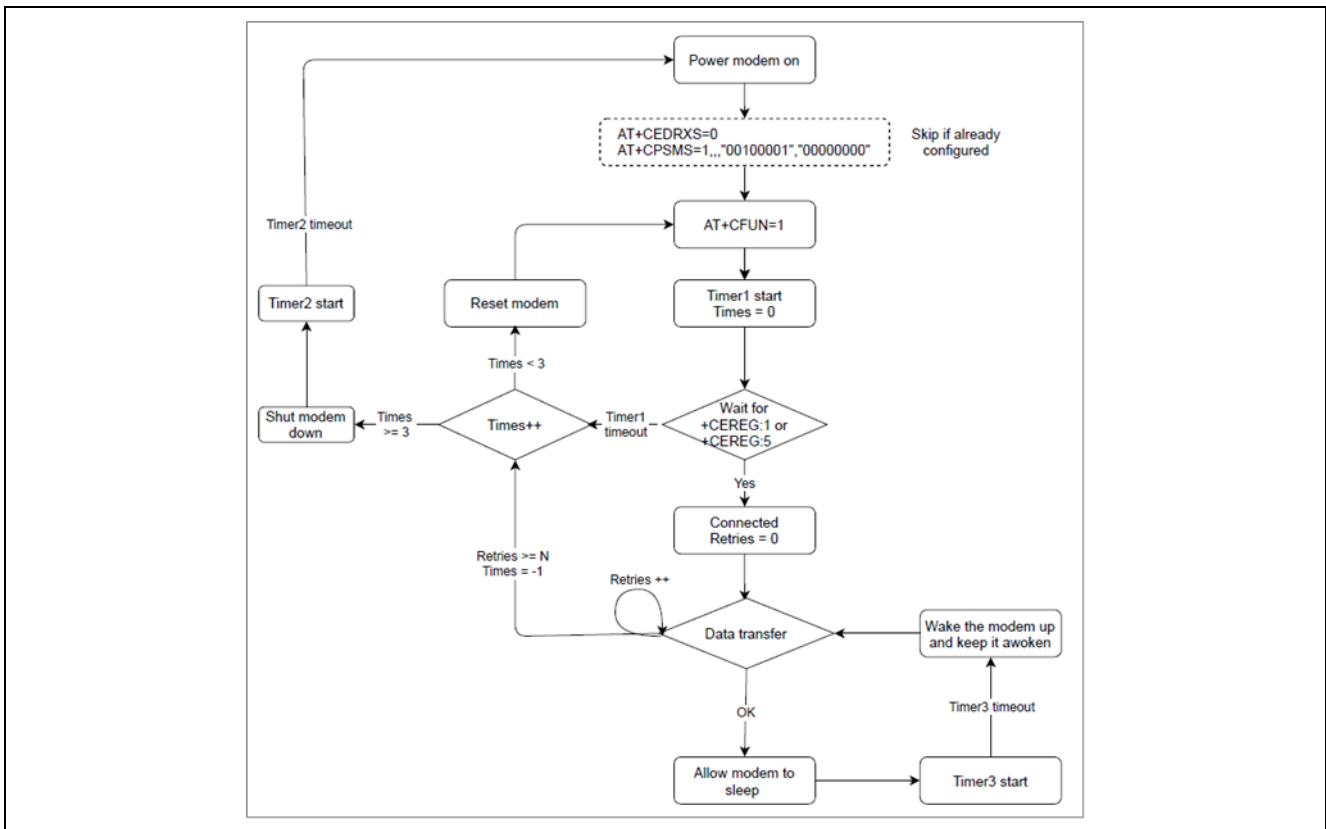 Power modem on
AT+CEDRXS=0
AT+CPSMS=1,,,"00100001","00000000"
Skip if already
configured
AT+CFUN=1
Timer2 timeout
Timer2 start
Reset modem
Timer1 start
Times = 0
Times < 3
Shut modem
down
Times
>= 3
Times++
Timer1
timeout
Wait for
+CEREG:1 or
+CEREG:5
Yes
Connected
Retries = 0
Retries >= N
Times = -1
Retries ++
Data transfer
Wake the modem up
and keep it awoken
Timer3 timeout
OK
Allow modem to
sleep
Timer3 start